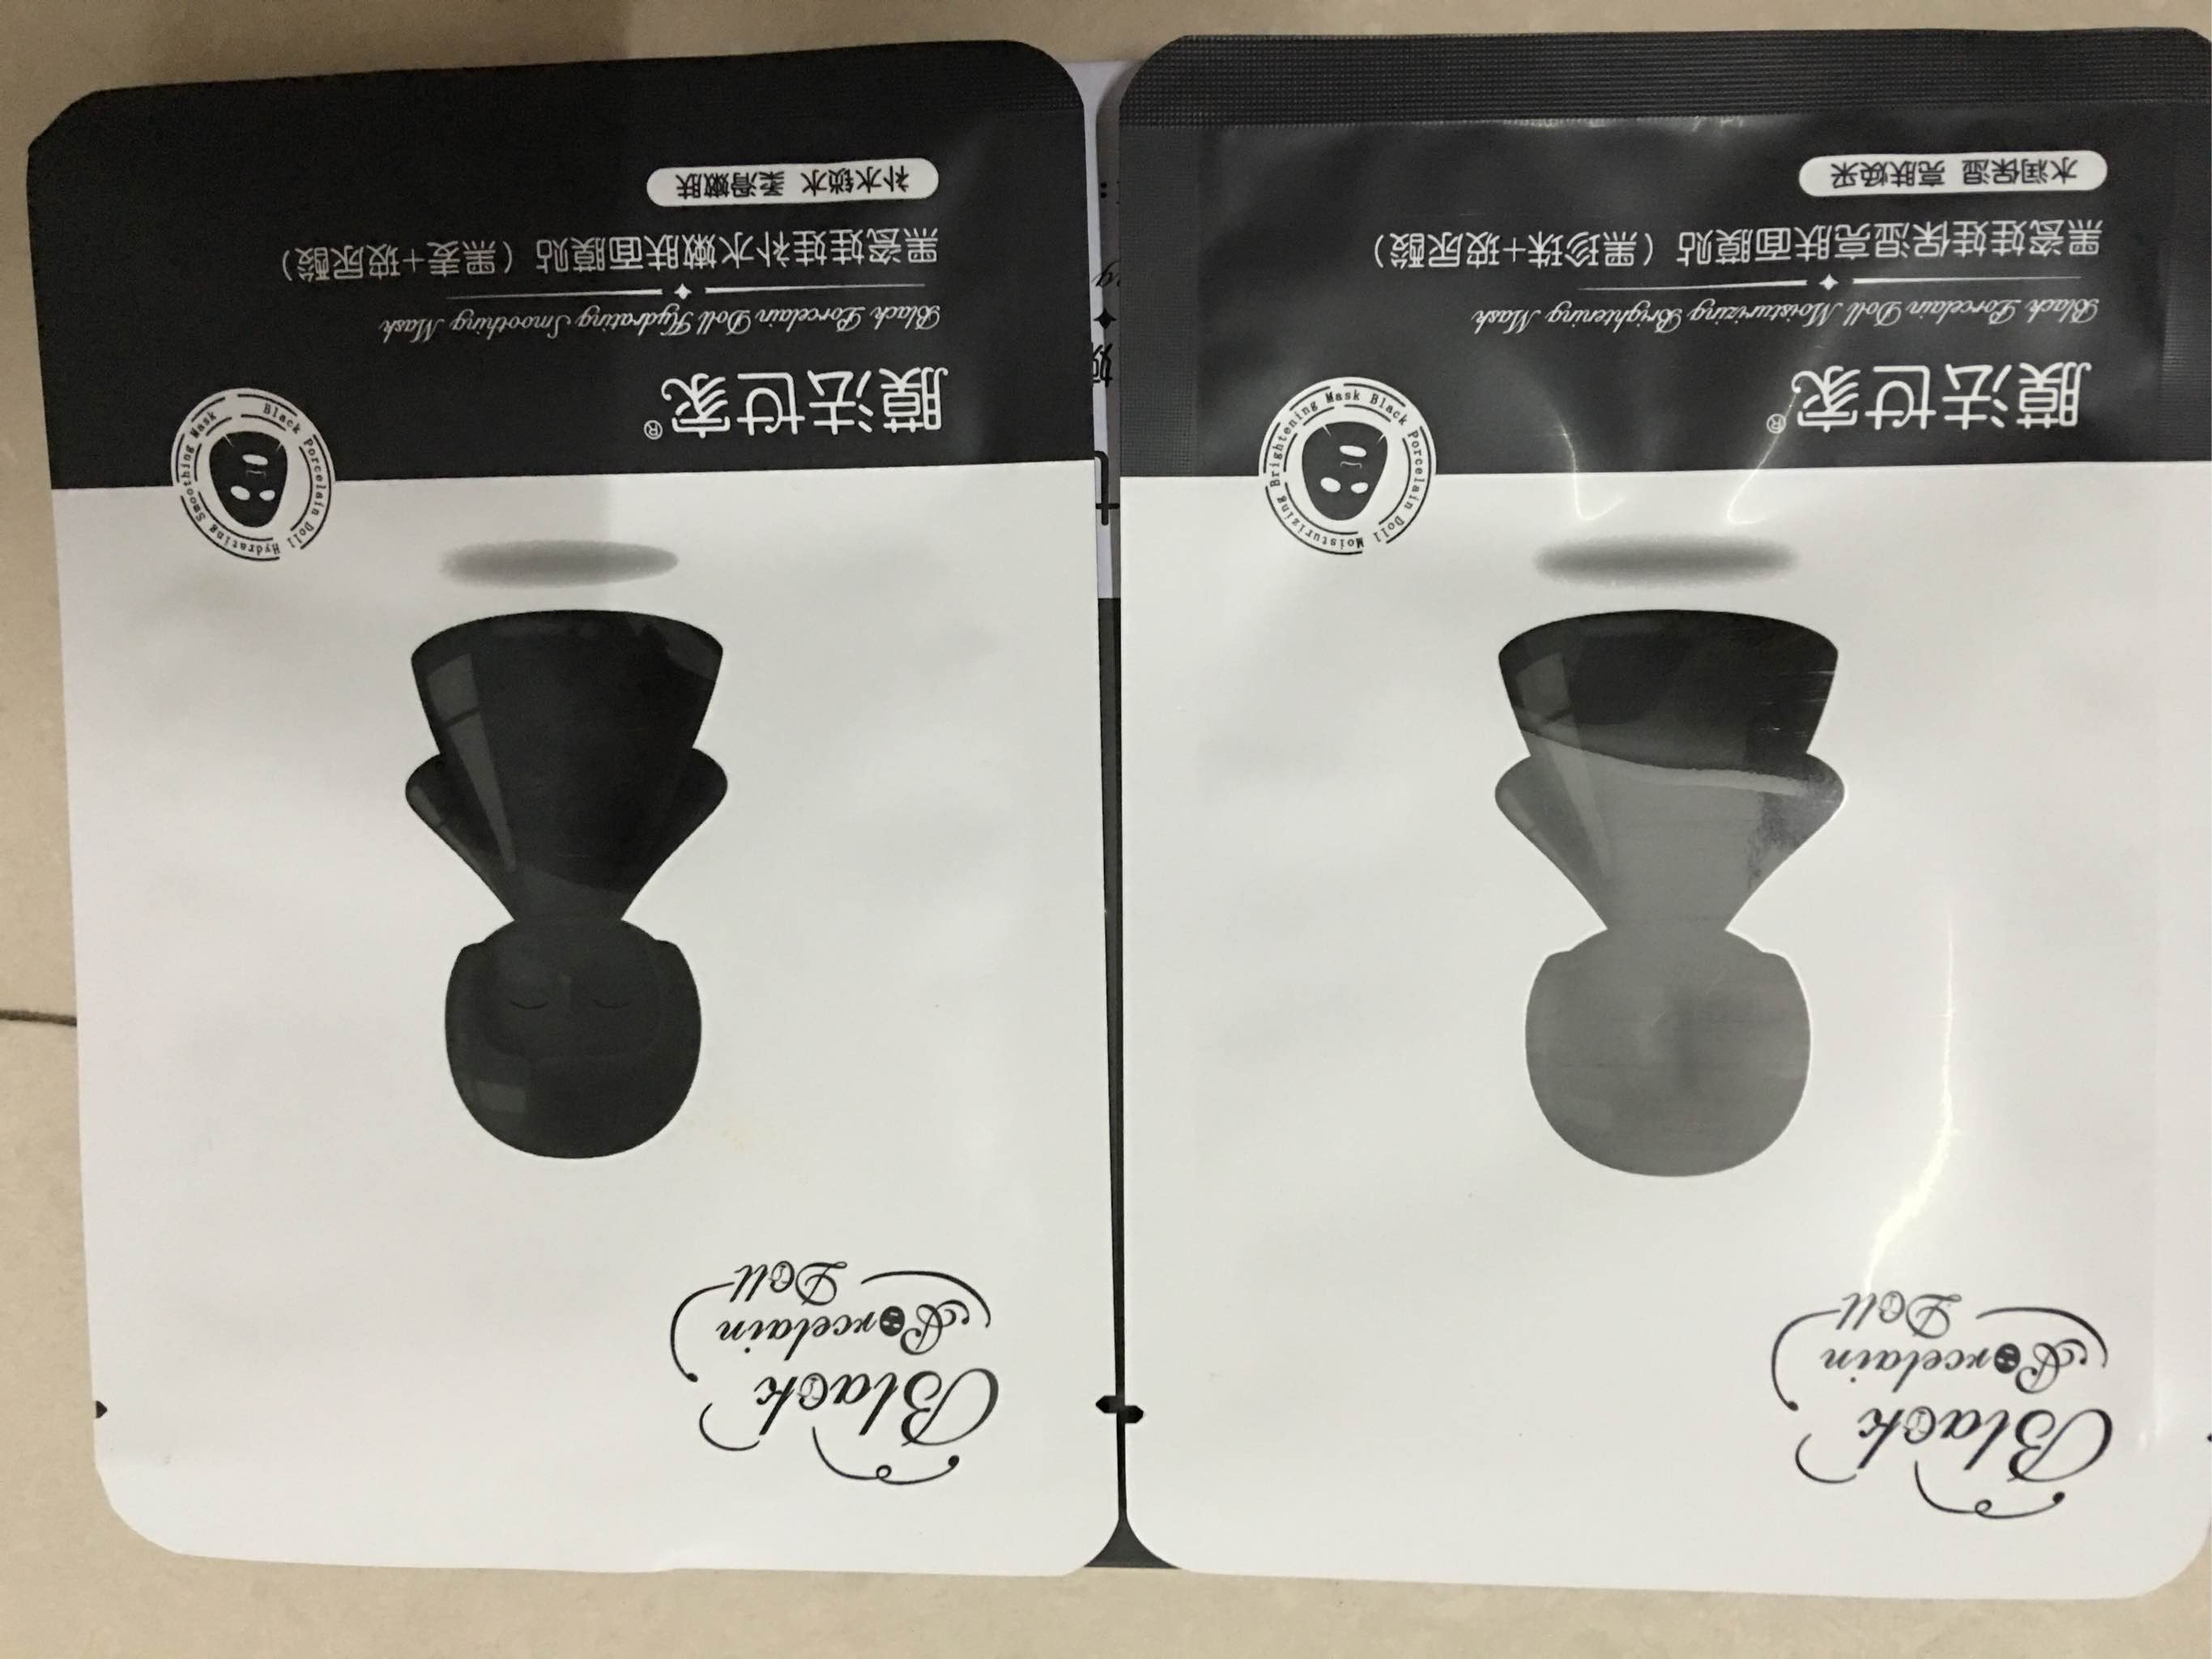 Black
Porcelain
Doll
Black Porcelain Doll Moisturizing Brightening Mask
膜法世家®
Black Porcelain Doll Moisturizing Brightening Mask
黑瓷娃娃保湿亮肤面膜贴（黑珍珠+玻尿酸）
水润保湿 亮肤焕采
Black
Porcelain
Doll
Black Porcelain Doll Hydrating Smoothing Mask
膜法世家®
Black Porcelain Doll Hydrating Smoothing Mask
黑瓷娃娃补水嫩肤面膜贴（黑麦+玻尿酸）
补水锁水 柔滑嫩肤